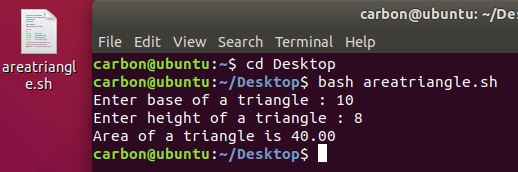 areatriangl
e.sh
carbon@ubuntu: ~/Desktop
File Edit View Search Terminal Help
carbon@ubuntu:~$ cd Desktop
carbon@ubuntu:~/Desktop$ bash areatriangle.sh
Enter base of a triangle : 10
Enter height of a triangle : 8
Area of a triangle is 40.00
carbon@ubuntu:~/Desktop$